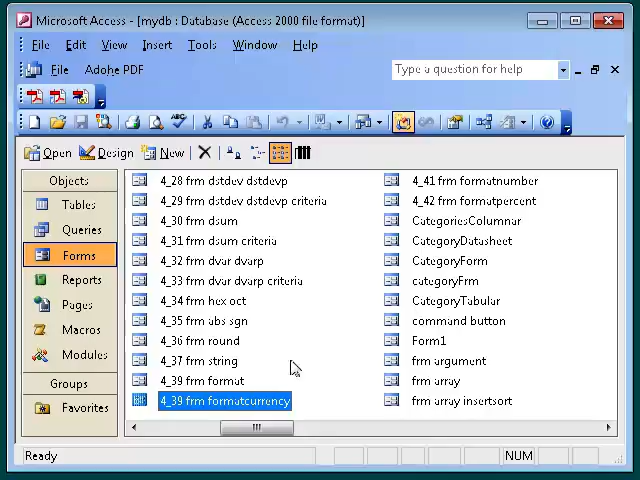 Microsoft Access - [mydb : Database (Access 2000 file format)]
File Edit View Insert Tools Window Help
File Adobe PDF Type a question for help
Open Design New
Objects
Tables
Queries
Forms
Reports
Pages
Macros
Modules
Groups
Favorites
4_28 frm dstdev dstdevp
4_29 frm dstdev dstdevp criteria
4_30 frm dsum
4_31 frm dsum criteria
4_32 frm dvar dvarp
4_33 frm dvar dvarp criteria
4_34 frm hex oct
4_35 frm abs sgn
4_36 frm round
4_37 frm string
4_39 frm format
4_39 frm formatcurrency
4_41 frm formatnumber
4_42 frm formatpercent
CategoriesColumnar
CategoryDatasheet
CategoryForm
categoryFrm
CategoryTabular
command button
Form1
frm argument
frm array
frm array insertsort
Ready NUM